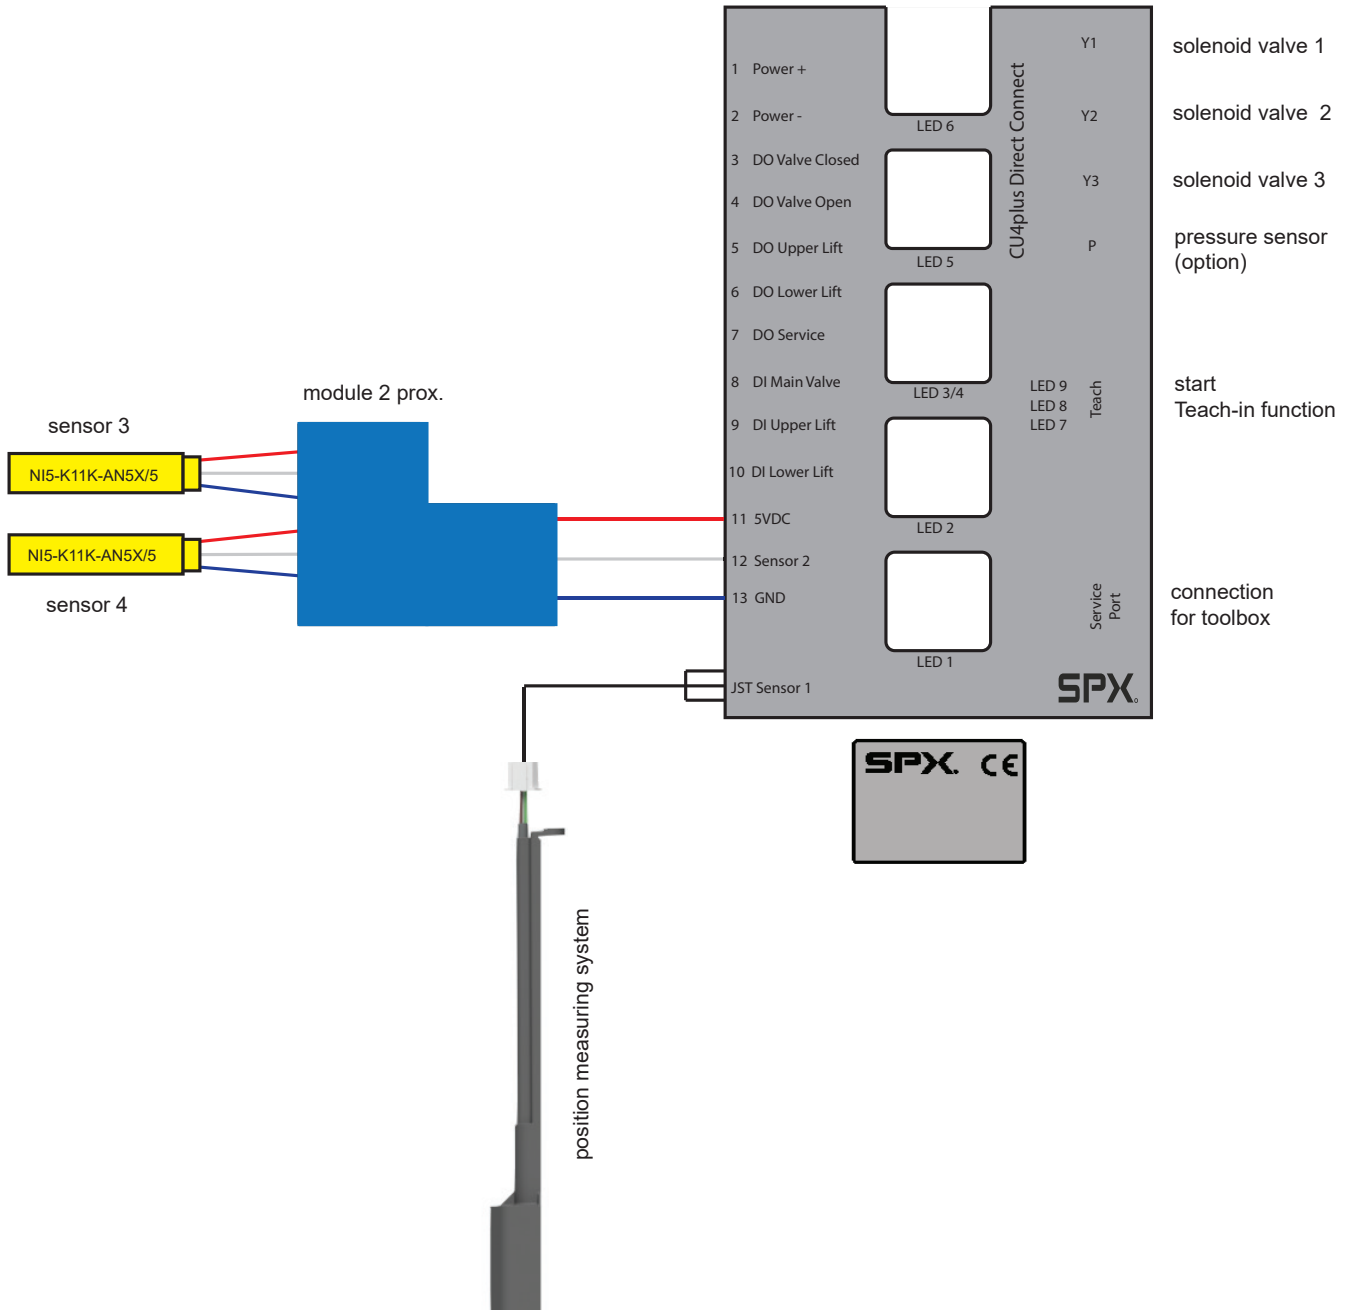 Y1
solenoid valve 1
1 Power +
Y2
solenoid valve 2
2 Power -
LED 6
CU4plus Direct Connect
3 DO Valve Closed
Y3
solenoid valve 3
4 DO Valve Open
5 DO Upper Lift
LED 5
P
pressure sensor
(option)
6 DO Lower Lift
7 DO Service
8 DI Main Valve
LED 3/4
LED 9
LED 8
LED 7
Teach
start
Teach-in function
9 DI Upper Lift
10 DI Lower Lift
module 2 prox.
sensor 3
NI5-K11K-AN5X/5
NI5-K11K-AN5X/5
sensor 4
11 5VDC
LED 2
12 Sensor 2
13 GND
Service
Port
connection
for toolbox
LED 1
JST Sensor 1
SPX
SPX. CE
position measuring system